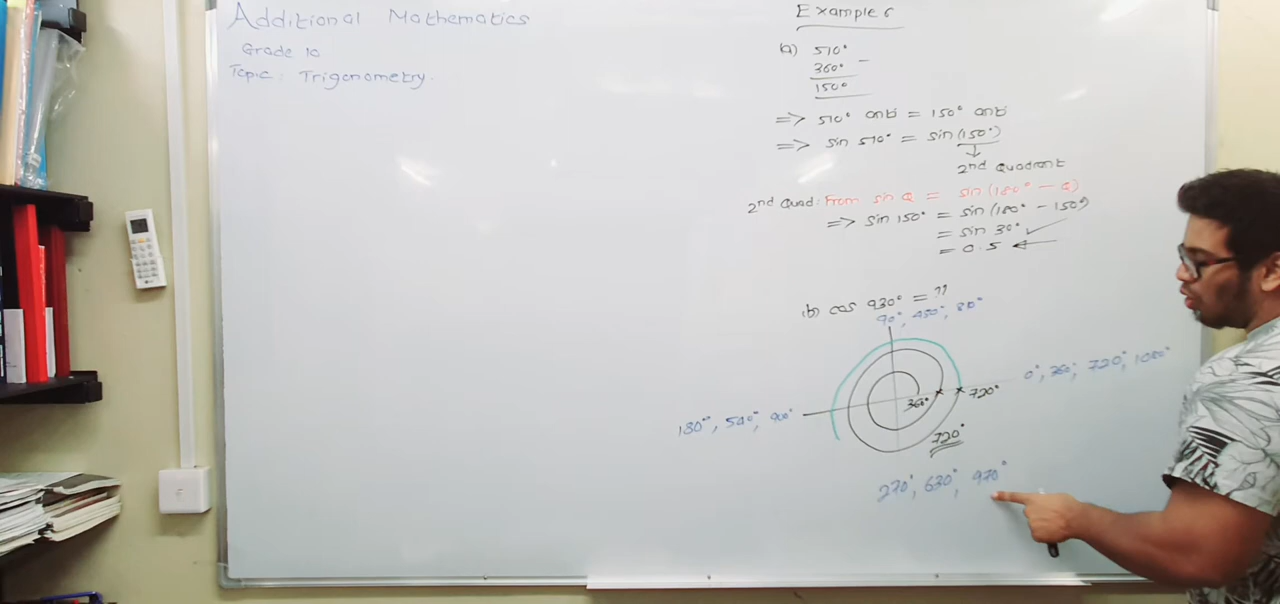 Additional Mathematics
Grade 10
Topic: Trigonometry.
Example 6
(a) 510°
360° -
150°
=> 510° anti = 150° anti
=> sin 510° = sin(150°)
2nd Quadrant
2nd Quad: From sin Q = sin(180° - Q)
=> sin 150° = sin(180° - 150°)
= sin 30°
= 0.5
(b) cos 930° = ??
90°, 450°, 810°
0°, 360°, 720°, 1080°
360°
720°
180°, 540°, 900°
720°
270°, 630°, 970°